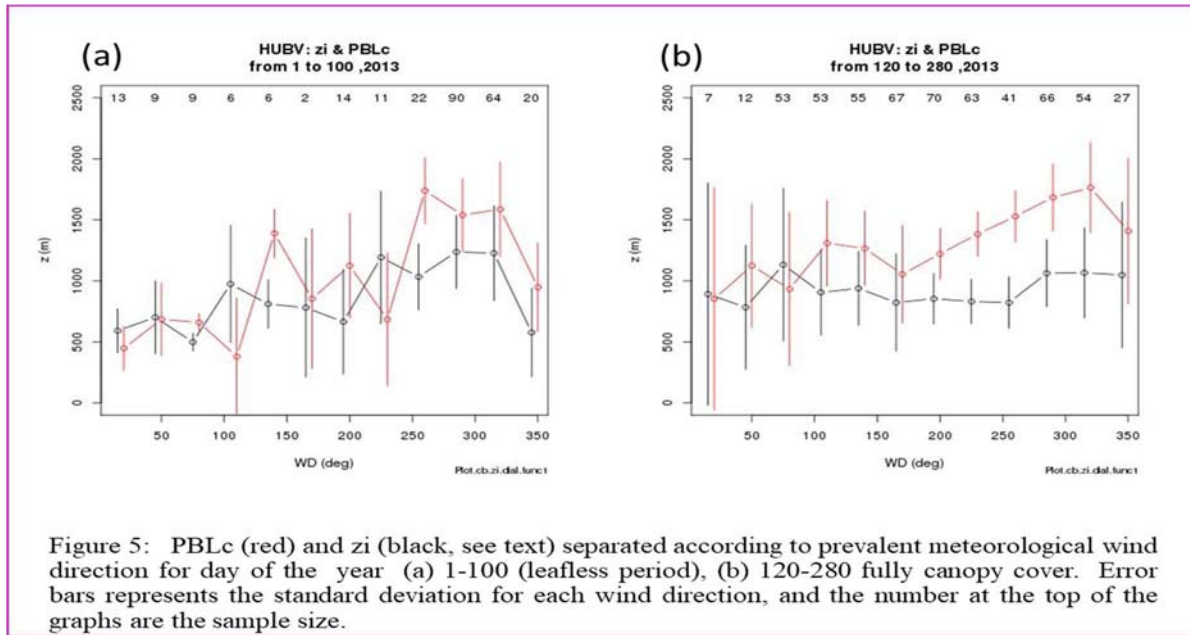 (a)
HUBV: zi & PBLc
from 1 to 100 ,2013
13 9 9 6 6 2 14 11 22 90 64 20
2500
2000
1500
1000
500
0
z (m)
50 100 150 200 250 300 350
WD (deg)
Plot.cb.zi.dial.func1
(b)
HUBV: zi & PBLc
from 120 to 280 ,2013
7 12 53 53 55 67 70 63 41 66 54 27
2500
2000
1500
1000
500
0
z (m)
50 100 150 200 250 300 350
WD (deg)
Plot.cb.zi.dial.func1
Figure 5: PBLc (red) and zi (black, see text) separated according to prevalent meteorological wind
direction for day of the year (a) 1-100 (leafless period), (b) 120-280 fully canopy cover. Error
bars represents the standard deviation for each wind direction, and the number at the top of the
graphs are the sample size.